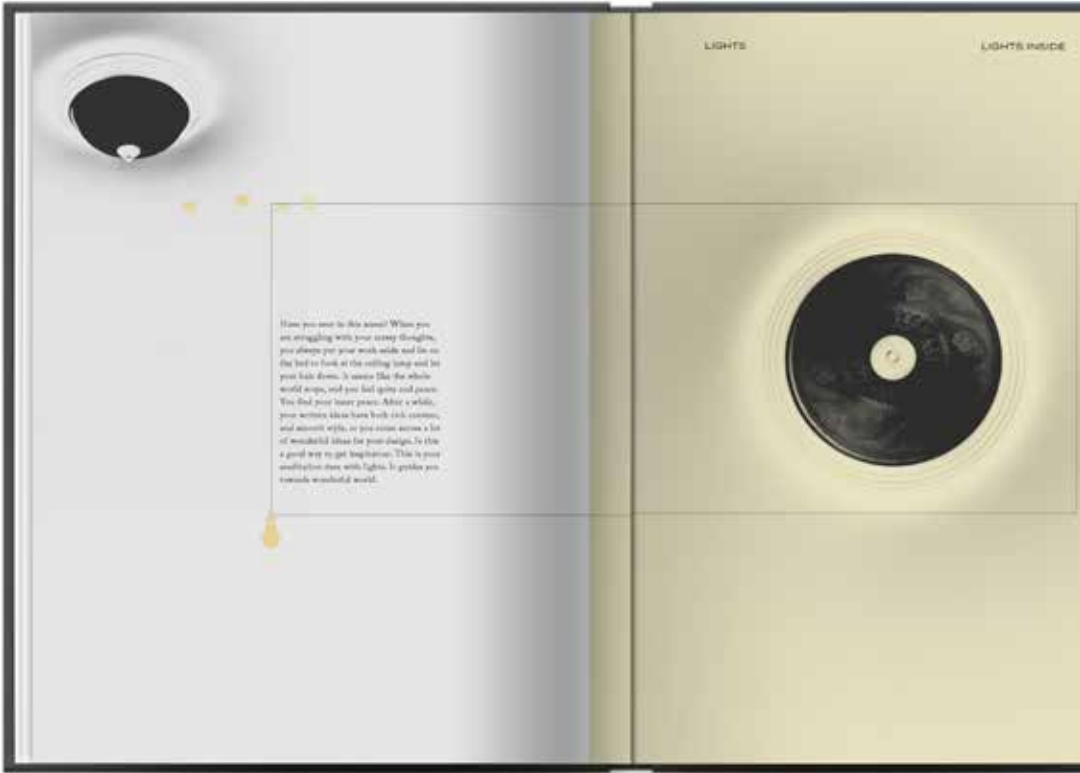 LIGHTS
LIGHTS INSIDE
Have you ever in this scene? When you
are struggling with your messy thoughts,
you always put your work aside and lie on
the bed to look at the ceiling lamp and let
your hair down. It seems like the whole
world stops, and you feel quite and peace.
You find your inner peace. After a while,
your written ideas have both rich content,
and smooth style, or you come across a lot
of wonderful ideas for your design. Is this
a good way to get inspiration. This is your
meditation time with lights. It guides you
towards wonderful world.